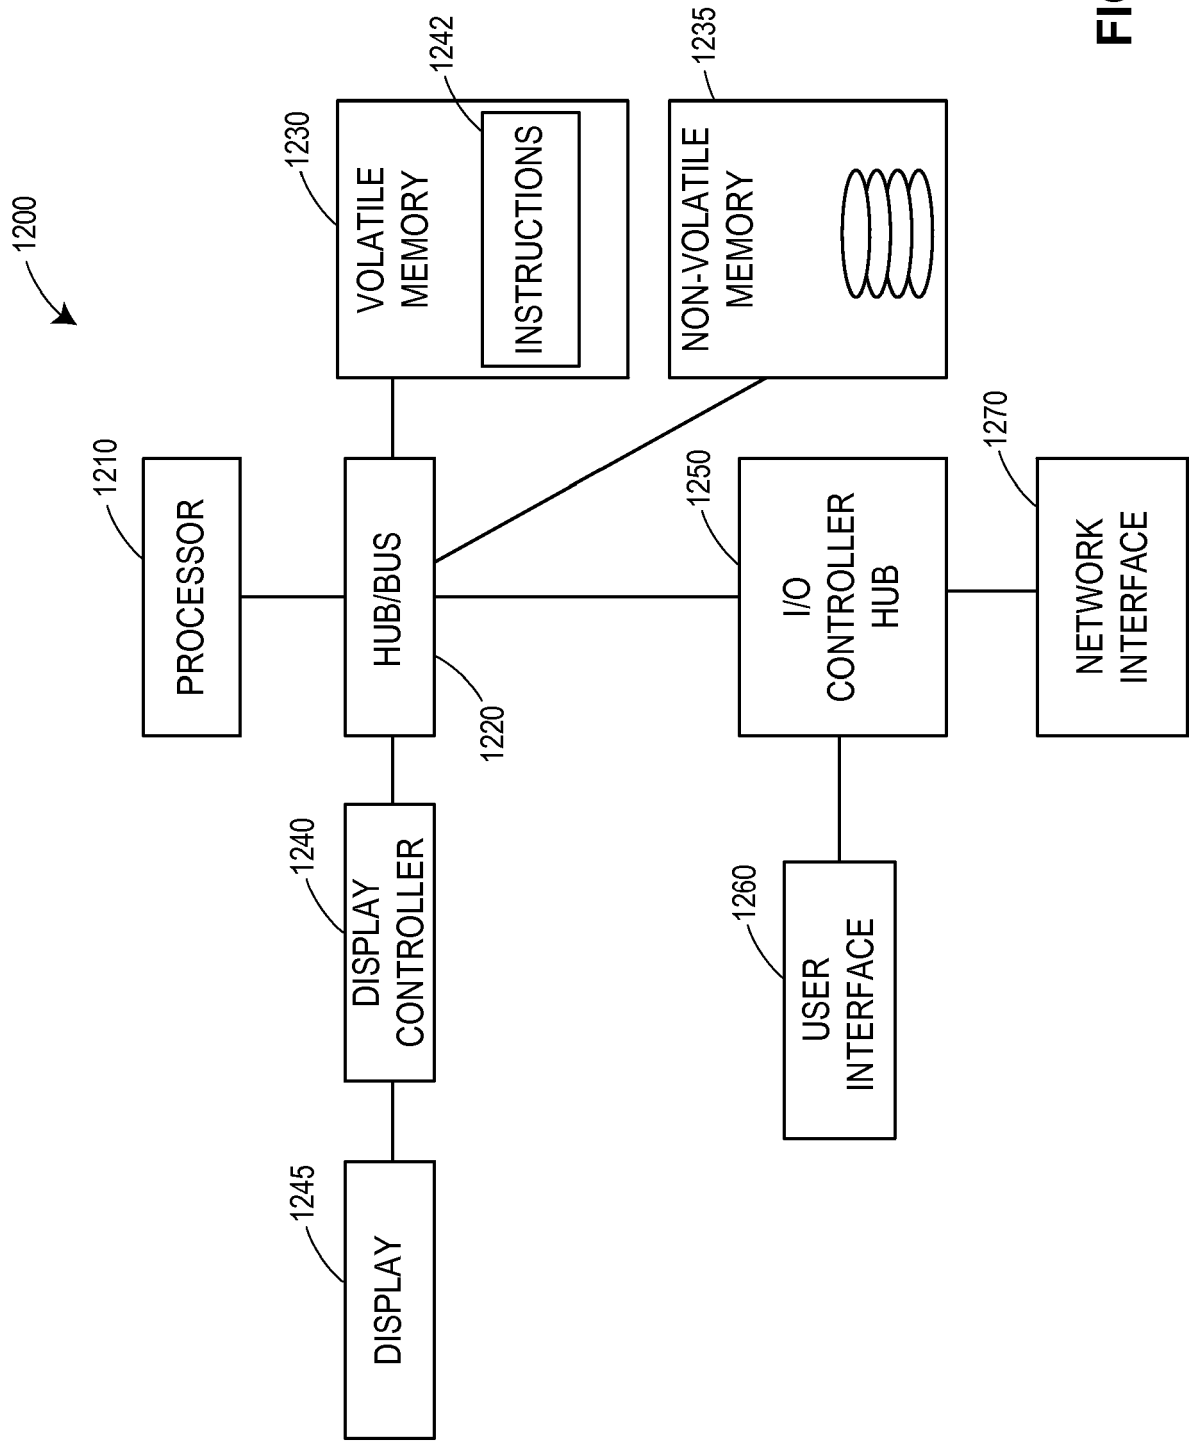 1200
1210
PROCESSOR
1245
DISPLAY
1240
DISPLAY
CONTROLLER
HUB/BUS
1220
1230
VOLATILE
MEMORY
1242
INSTRUCTIONS
1235
NON-VOLATILE
MEMORY
1250
I/O
CONTROLLER
HUB
1260
USER
INTERFACE
1270
NETWORK
INTERFACE